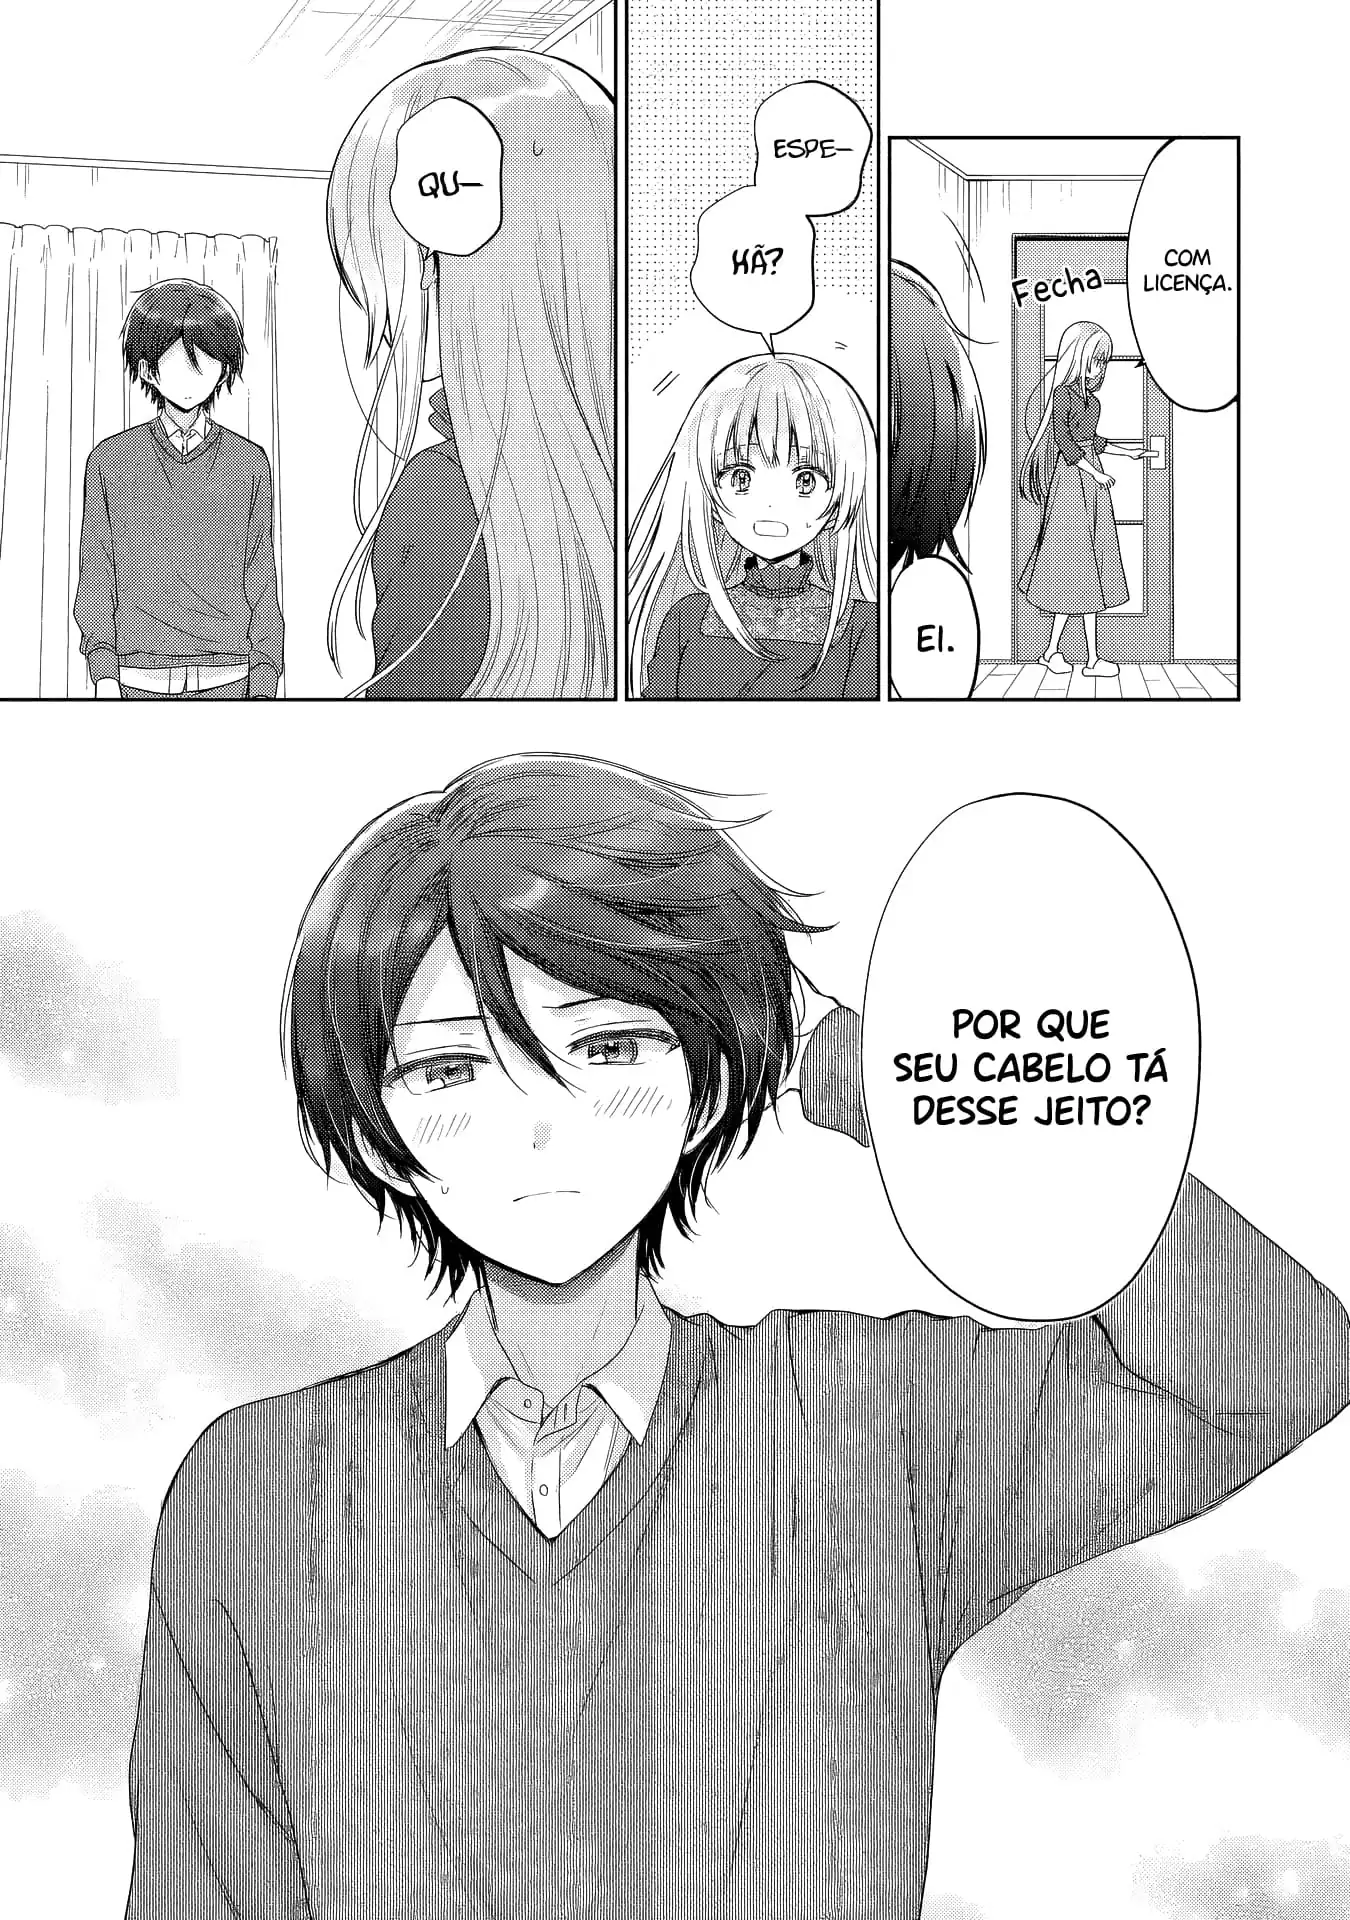 COM
LICENÇA.
Fecha
EI.
ESPE-
HÃ?
QU-
POR QUE
SEU CABELO TÁ
DESSE JEITO?